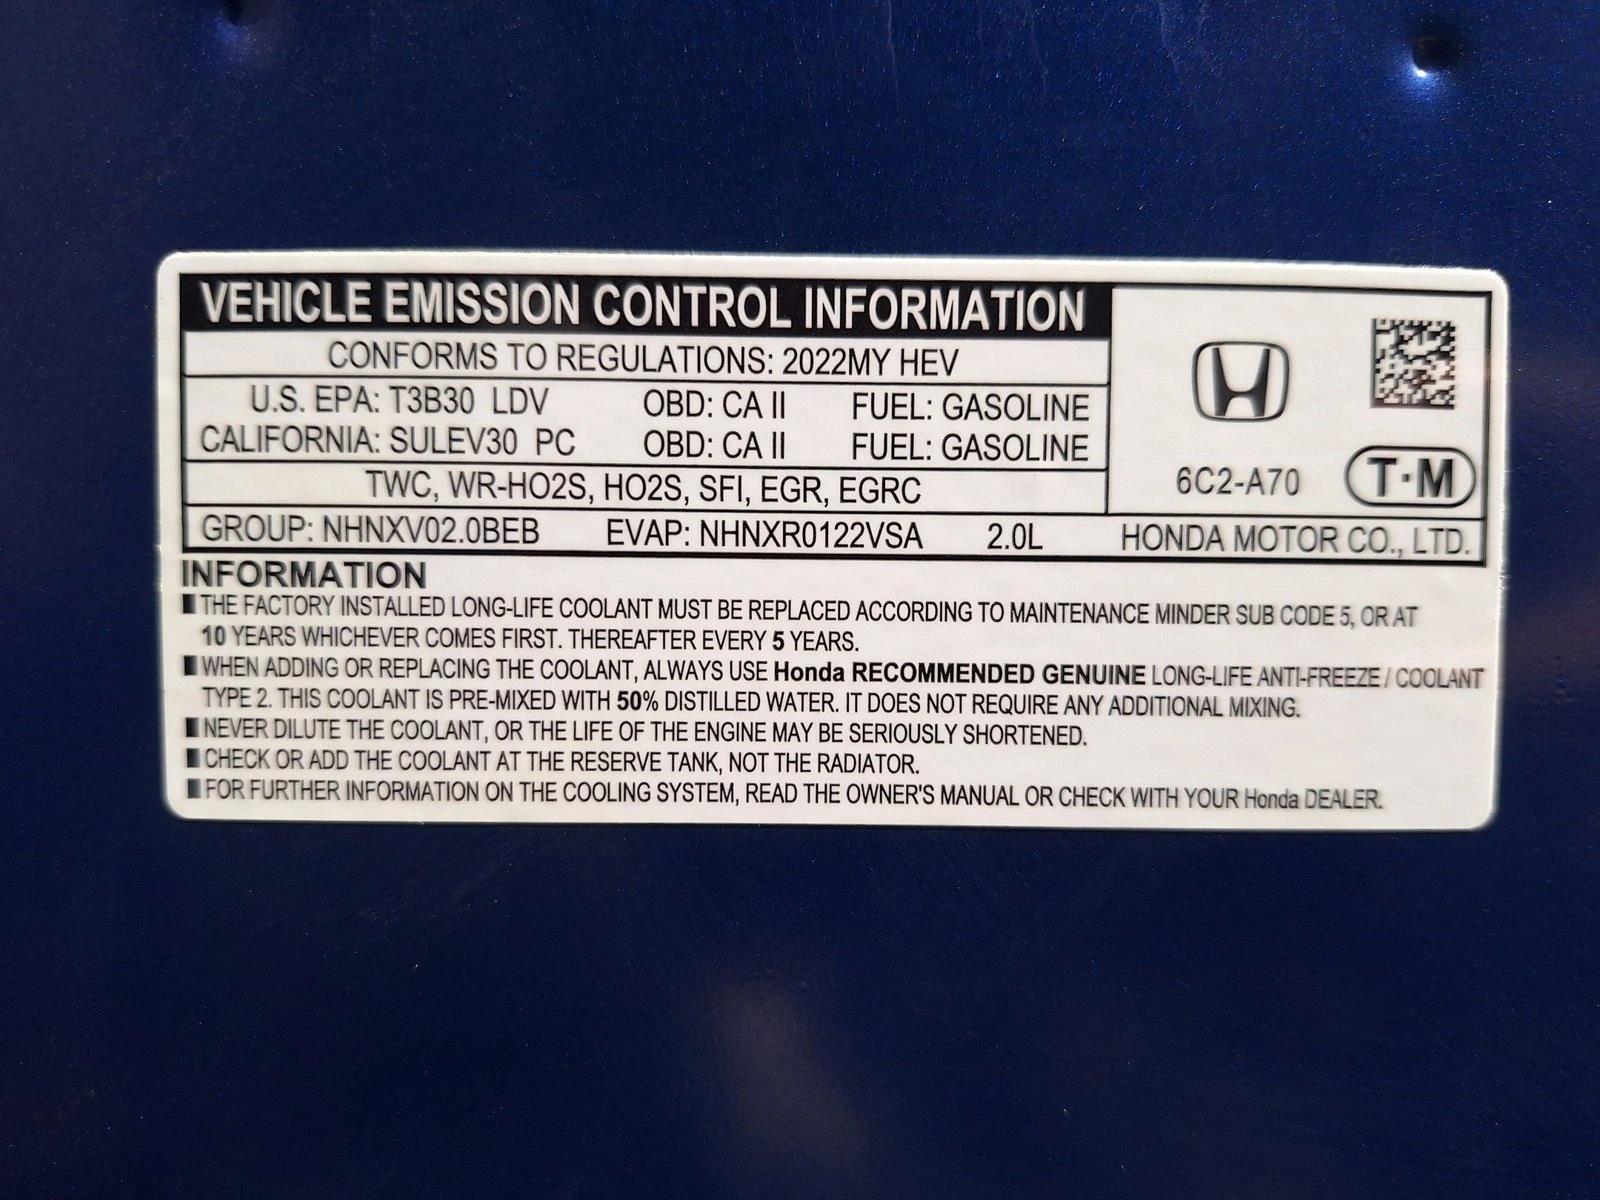 VEHICLE EMISSION CONTROL INFORMATION
CONFORMS TO REGULATIONS: 2022MY HEV
U.S. EPA: T3B30 LDV OBD: CA II FUEL: GASOLINE
CALIFORNIA: SULEV30 PC OBD: CA II FUEL: GASOLINE
TWC, WR-HO2S, HO2S, SFI, EGR, EGRC
6C2-A70 T·M
GROUP: NHNXV02.0BEB EVAP: NHNXR0122VSA 2.0L HONDA MOTOR CO., LTD.
INFORMATION
THE FACTORY INSTALLED LONG-LIFE COOLANT MUST BE REPLACED ACCORDING TO MAINTENANCE MINDER SUB CODE 5, OR AT
10 YEARS WHICHEVER COMES FIRST. THEREAFTER EVERY 5 YEARS.
WHEN ADDING OR REPLACING THE COOLANT, ALWAYS USE Honda RECOMMENDED GENUINE LONG-LIFE ANTI-FREEZE / COOLANT
TYPE 2. THIS COOLANT IS PRE-MIXED WITH 50% DISTILLED WATER. IT DOES NOT REQUIRE ANY ADDITIONAL MIXING.
NEVER DILUTE THE COOLANT, OR THE LIFE OF THE ENGINE MAY BE SERIOUSLY SHORTENED.
CHECK OR ADD THE COOLANT AT THE RESERVE TANK, NOT THE RADIATOR.
FOR FURTHER INFORMATION ON THE COOLING SYSTEM, READ THE OWNER'S MANUAL OR CHECK WITH YOUR Honda DEALER.